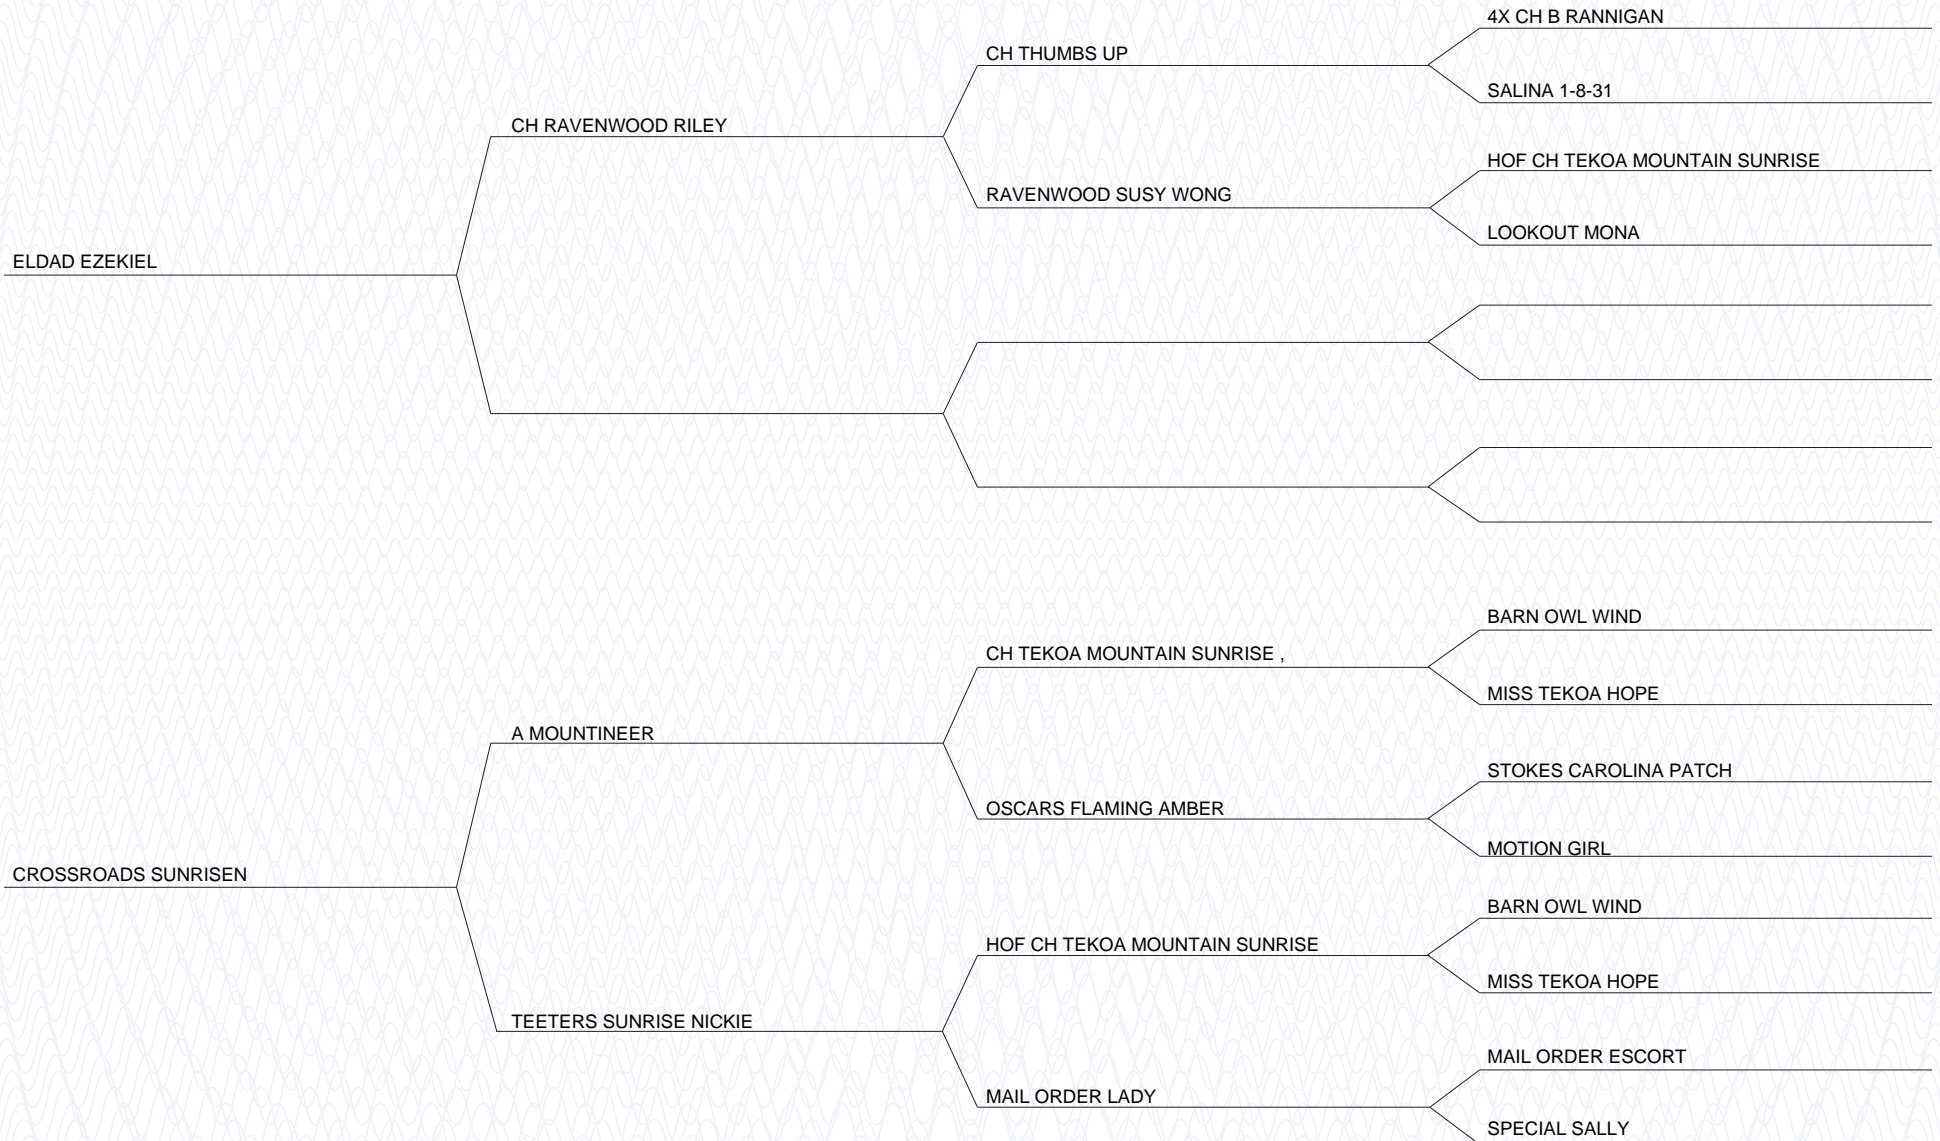 4X CH B RANNIGAN
CH THUMBS UP
SALINA 1-8-31
CH RAVENWOOD RILEY
HOF CH TEKOA MOUNTAIN SUNRISE
RAVENWOOD SUSY WONG
LOOKOUT MONA
ELDAD EZEKIEL
BARN OWL WIND
CH TEKOA MOUNTAIN SUNRISE ,
MISS TEKOA HOPE
A MOUNTINEER
STOKES CAROLINA PATCH
OSCARS FLAMING AMBER
MOTION GIRL
CROSSROADS SUNRISEN
BARN OWL WIND
HOF CH TEKOA MOUNTAIN SUNRISE
MISS TEKOA HOPE
TEETERS SUNRISE NICKIE
MAIL ORDER ESCORT
MAIL ORDER LADY
SPECIAL SALLY